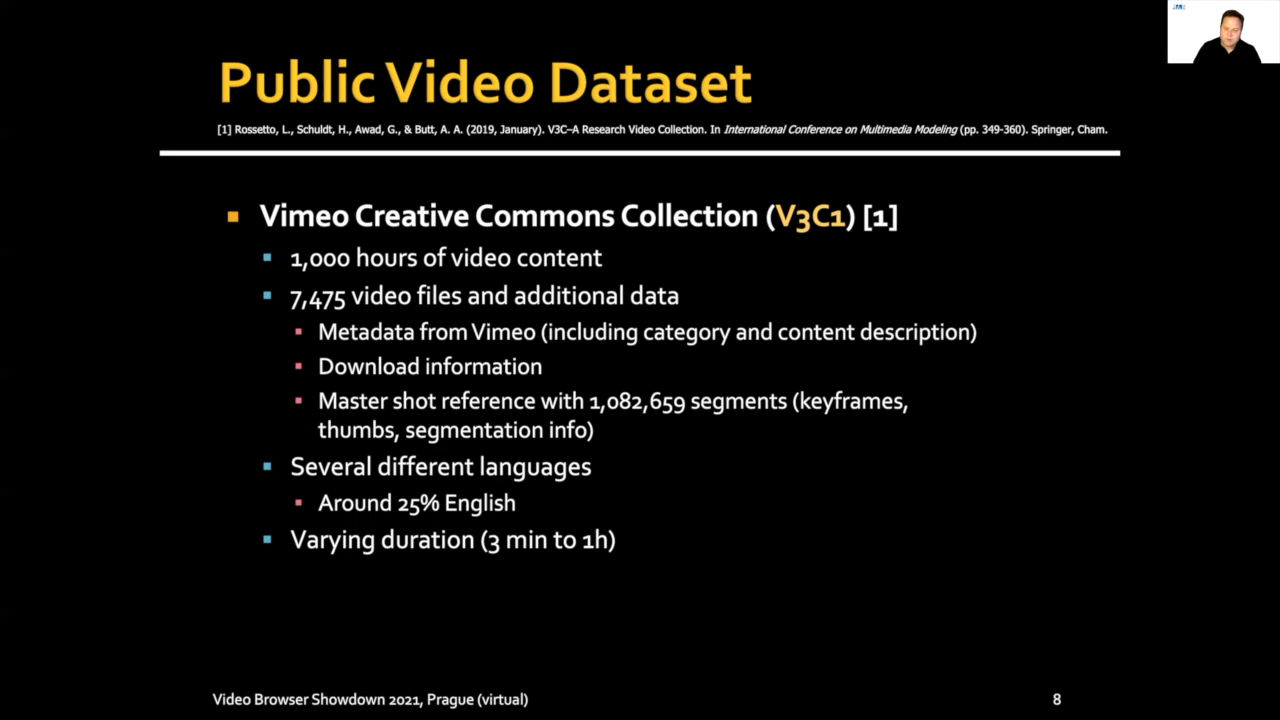 Public Video Dataset
[1] Rossetto, L., Schuldt, H., Awad, G., & Butt, A. A. (2019, January). V3C–A Research Video Collection. In International Conference on Multimedia Modeling (pp. 349-360). Springer, Cham.
Vimeo Creative Commons Collection (V3C1) [1]
1,000 hours of video content
7,475 video files and additional data
Metadata from Vimeo (including category and content description)
Download information
Master shot reference with 1,082,659 segments (keyframes,
thumbs, segmentation info)
Several different languages
Around 25% English
Varying duration (3 min to 1h)
Video Browser Showdown 2021, Prague (virtual)
8